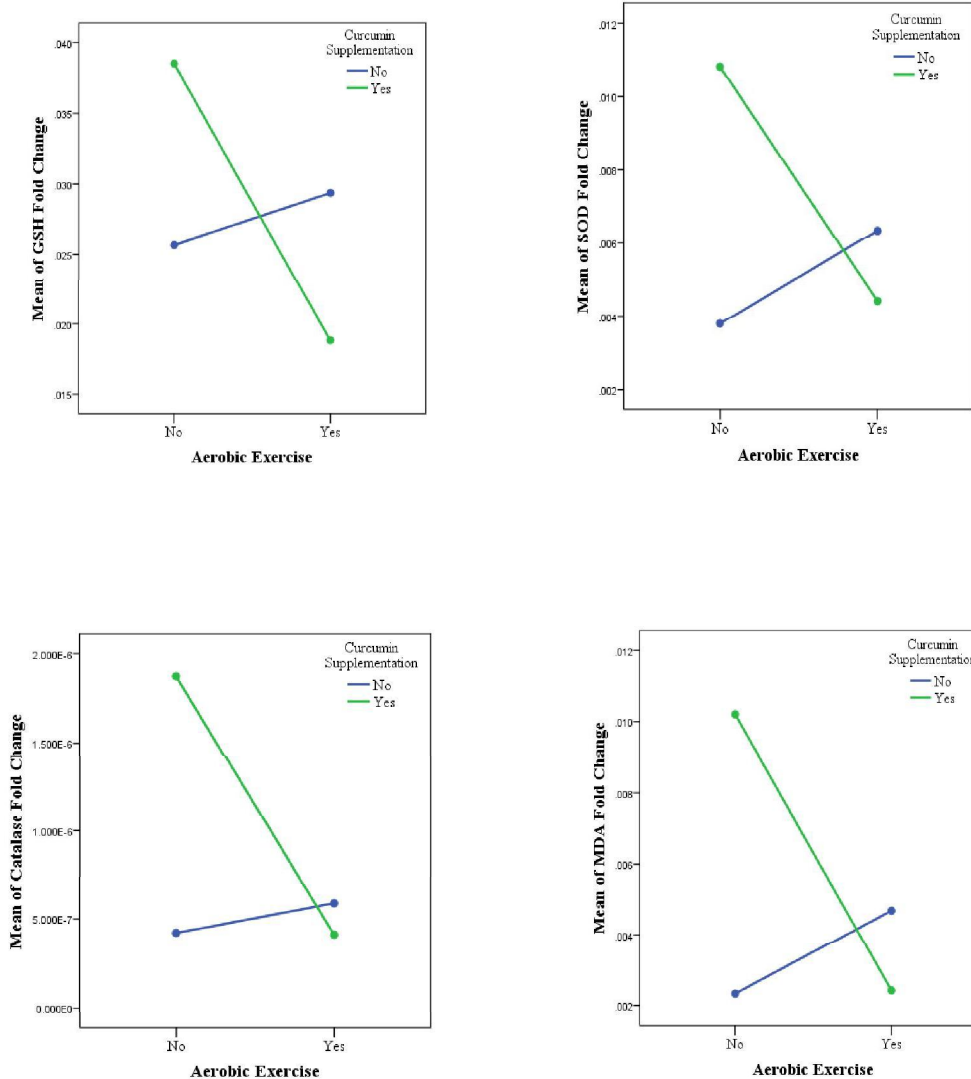 Curcumin
Supplementation
No
Yes
.040
.035
.030
.025
.020
.015
Mean of GSH Fold Change
No
Yes
Aerobic Exercise
Curcumin
Supplementation
No
Yes
.012
.010
.008
.006
.004
.002
Mean of SOD Fold Change
No
Yes
Aerobic Exercise
Curcumin
Supplementation
No
Yes
2.000E-6
1.500E-6
1.000E-6
5.000E-7
0.000E0
Mean of Catalase Fold Change
No
Yes
Aerobic Exercise
Curcumin
Supplementation
No
Yes
.012
.010
.008
.006
.004
.002
Mean of MDA Fold Change
No
Yes
Aerobic Exercise